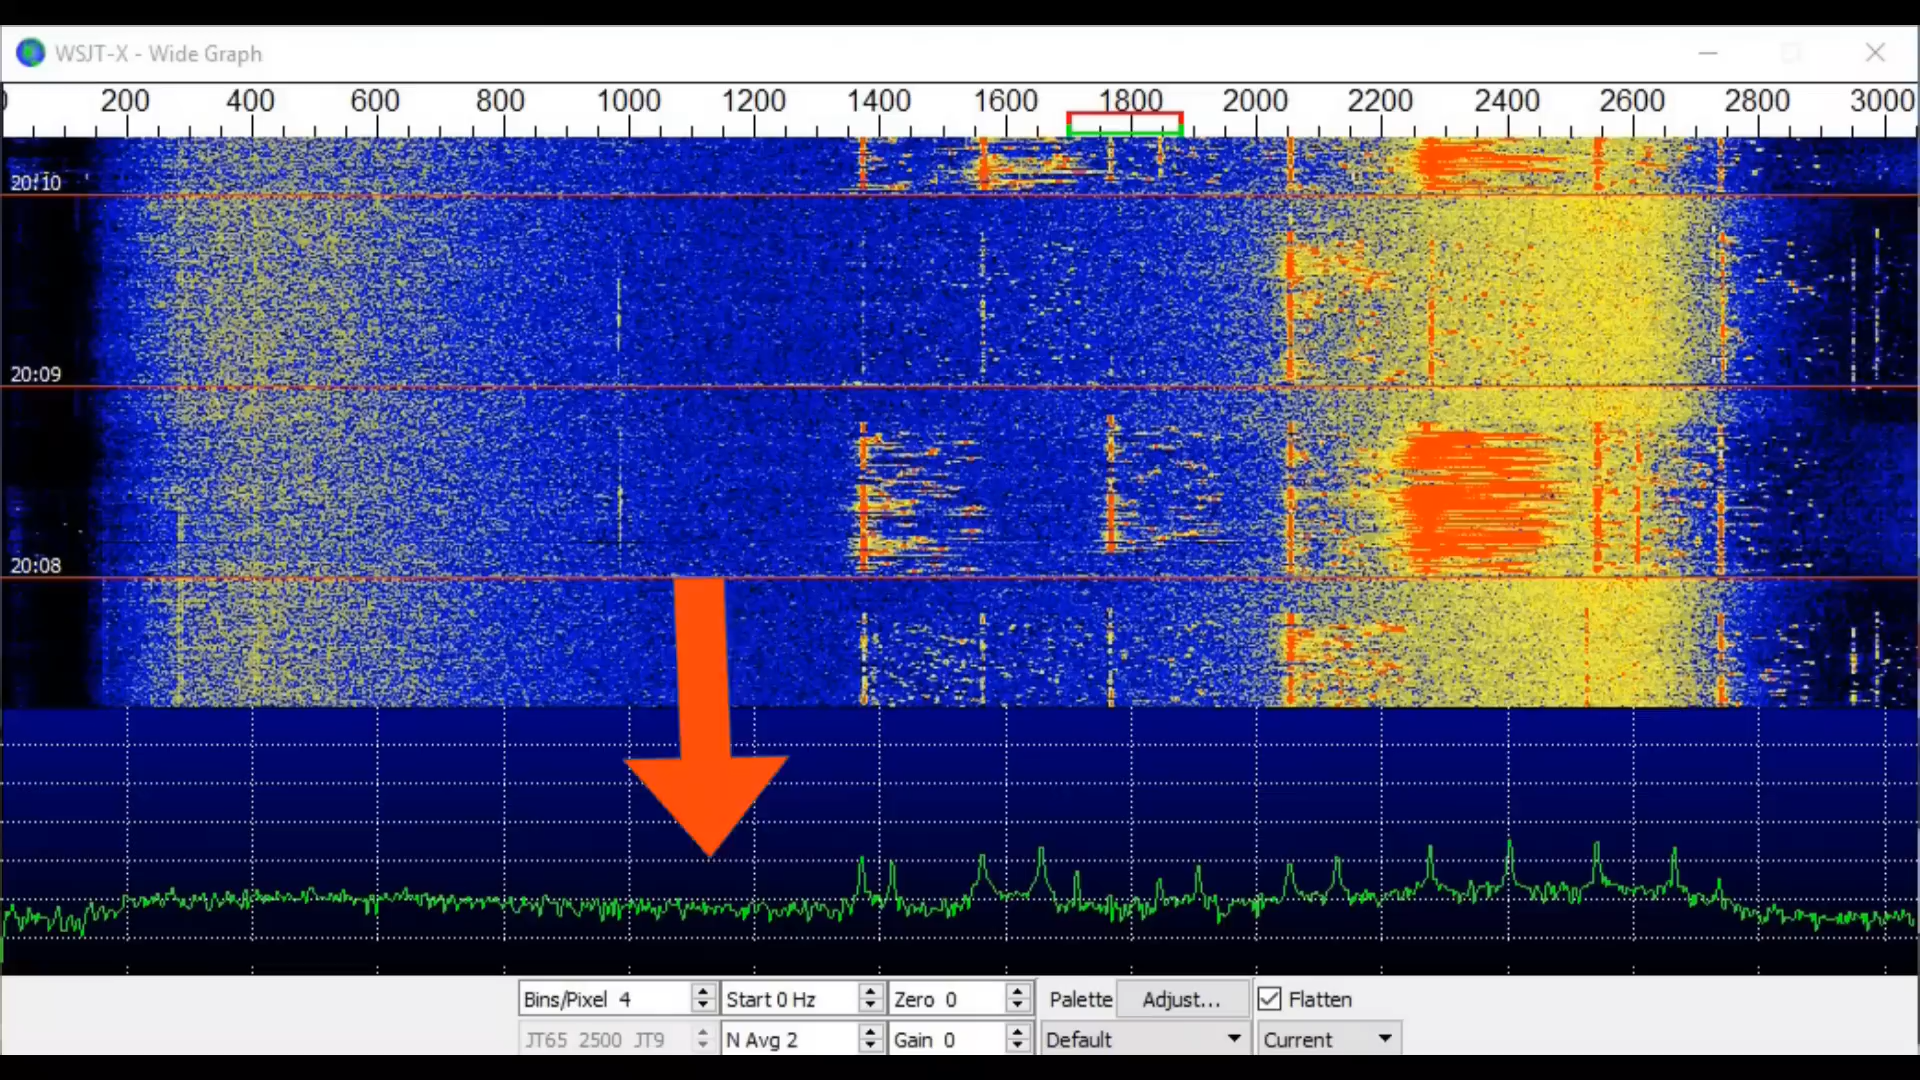 WSJT-X - Wide Graph
200 400 600 800 1000 1200 1400 1600 1800 2000 2200 2400 2600 2800 3000
20:10
20:09
20:08
Bins/Pixel 4 Start 0 Hz Zero 0 Palette Adjust... Flatten
JT65 2500 JT9 N Avg 2 Gain 0 Default Current